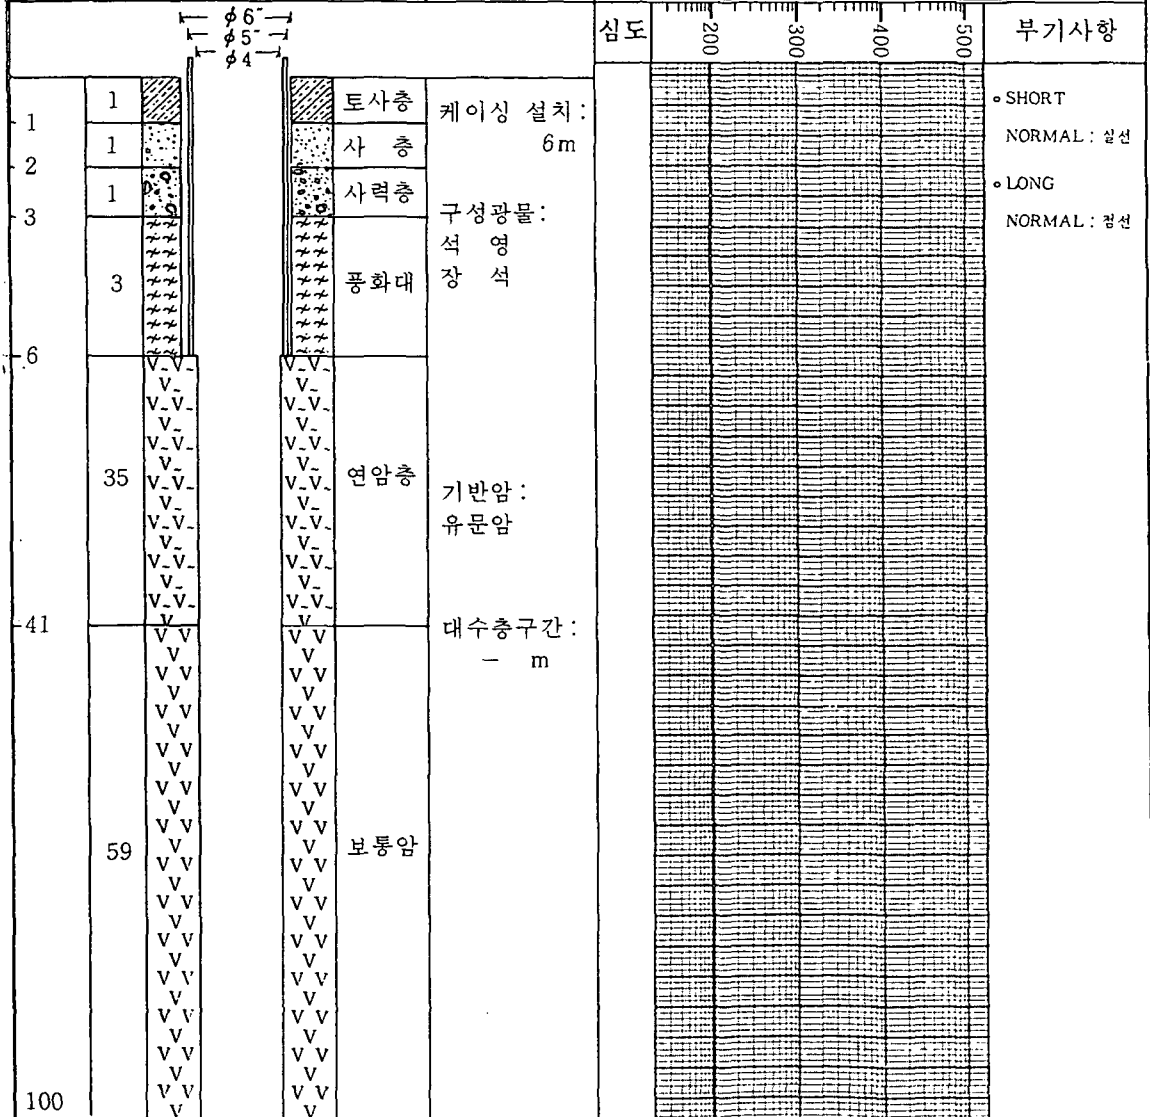 φ6″
φ5″
φ4
심도
200
300
400
500
부기사항
1
토사층
케이싱 설치:
6m
1
1
사 층
2
1
사력층
3
구성광물:
석 영
장 석
3
풍화대
6
35
연암층
기반암:
유문암
41
대수층구간:
— m
59
보통암
100
∘ SHORT
NORMAL : 실선
∘ LONG
NORMAL : 점선